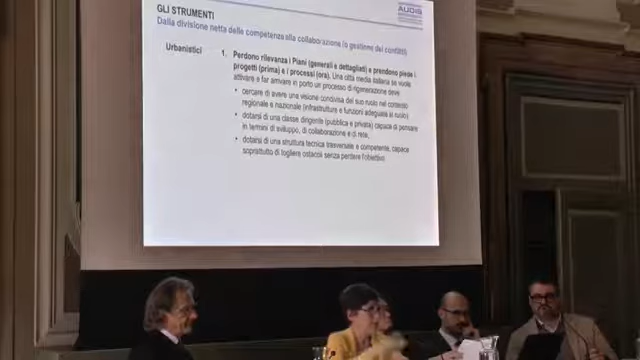 GLI STRUMENTI
AUDIS
Dalla divisione netta delle competenze alla collaborazione (o gestione dei conflitti)
Urbanistici
1. Perdono rilevanza i Piani (generali e dettagliati) e prendono piede i
progetti (prima) e i processi (ora). Una città media italiana se vuole
attivare e far arrivare in porto un processo di rigenerazione deve
• cercare di avere una visione condivisa del suo ruolo nel contesto
regionale e nazionale (infrastrutture e funzioni adeguate al ruolo)
• dotarsi di una classe dirigente (pubblica e privata) capace di pensare
in termini di sviluppo, di collaborazione e di rete,
• dotarsi di una struttura tecnica trasversale e competente, capace
soprattutto di togliere ostacoli senza perdere l'obiettivo